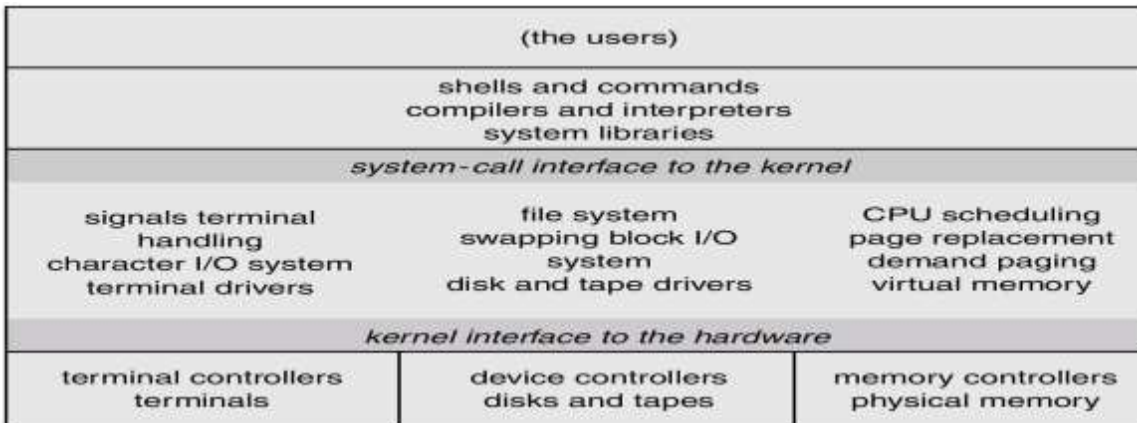 (the users)
shells and commands
compilers and interpreters
system libraries
system-call interface to the kernel
signals terminal
handling
character I/O system
terminal drivers
file system
swapping block I/O
system
disk and tape drivers
CPU scheduling
page replacement
demand paging
virtual memory
kernel interface to the hardware
terminal controllers
terminals
device controllers
disks and tapes
memory controllers
physical memory